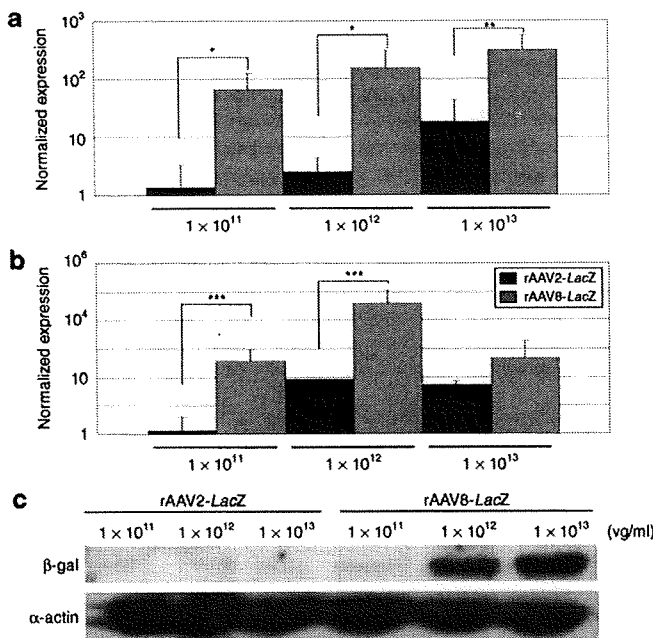 a
Normalized expression
10³
10²
10
1
*
*
**
1 × 10¹¹
1 × 10¹²
1 × 10¹³
b
Normalized expression
10⁶
10⁴
10
1
***
***
rAAV2-LacZ
rAAV8-LacZ
1 × 10¹¹
1 × 10¹²
1 × 10¹³
c
rAAV2-LacZ rAAV8-LacZ
1 × 10¹¹ 1 × 10¹² 1 × 10¹³ 1 × 10¹¹ 1 × 10¹² 1 × 10¹³ (vg/ml)
β-gal
α-actin